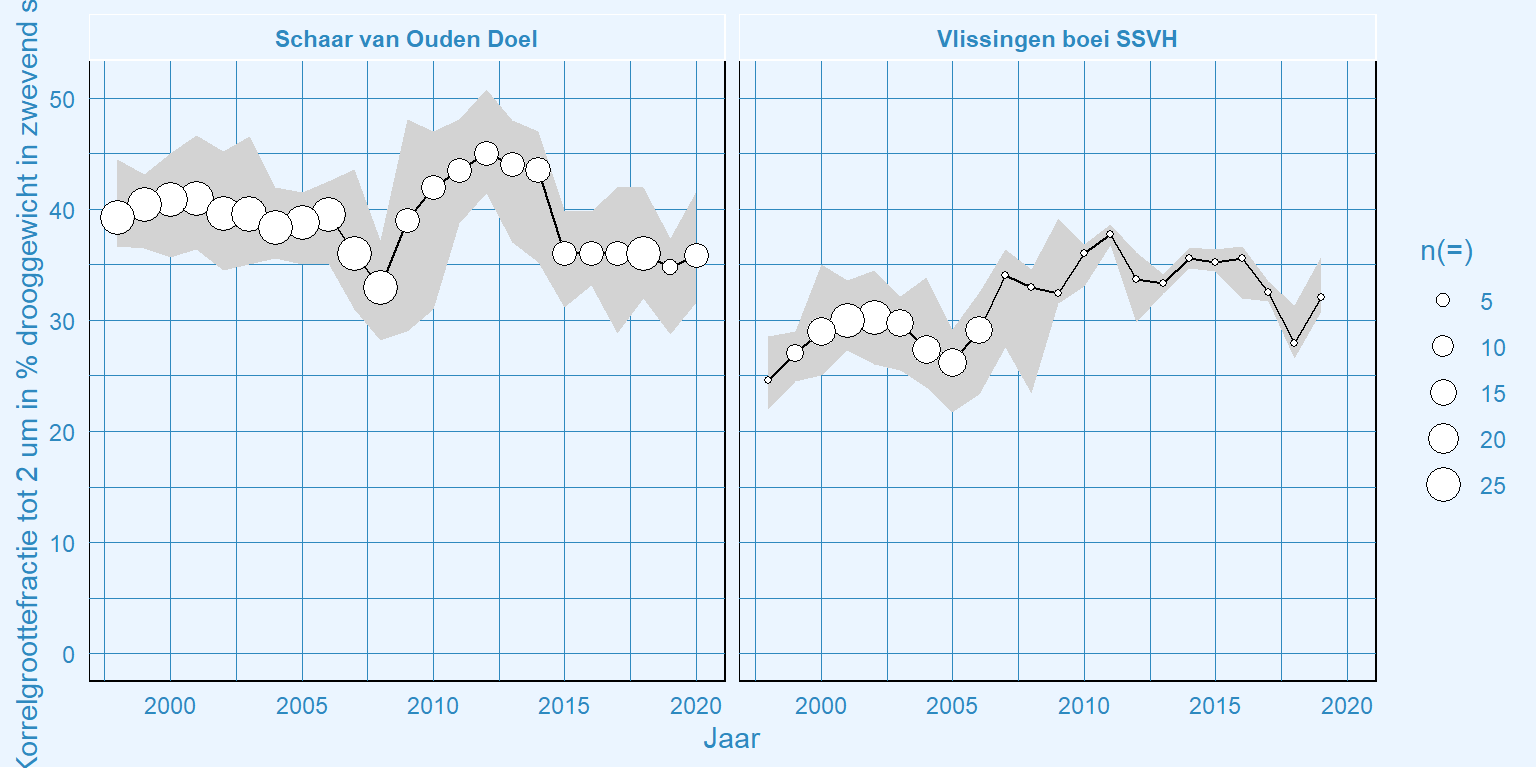 Korrelgroottefractie tot 2 um in % drooggewicht in zwevend s
Schaar van Ouden Doel
Vlissingen boei SSVH
50
40
30
20
10
0
2000 2005 2010 2015 2020
2000 2005 2010 2015 2020
Jaar
n(=)
5
10
15
20
25